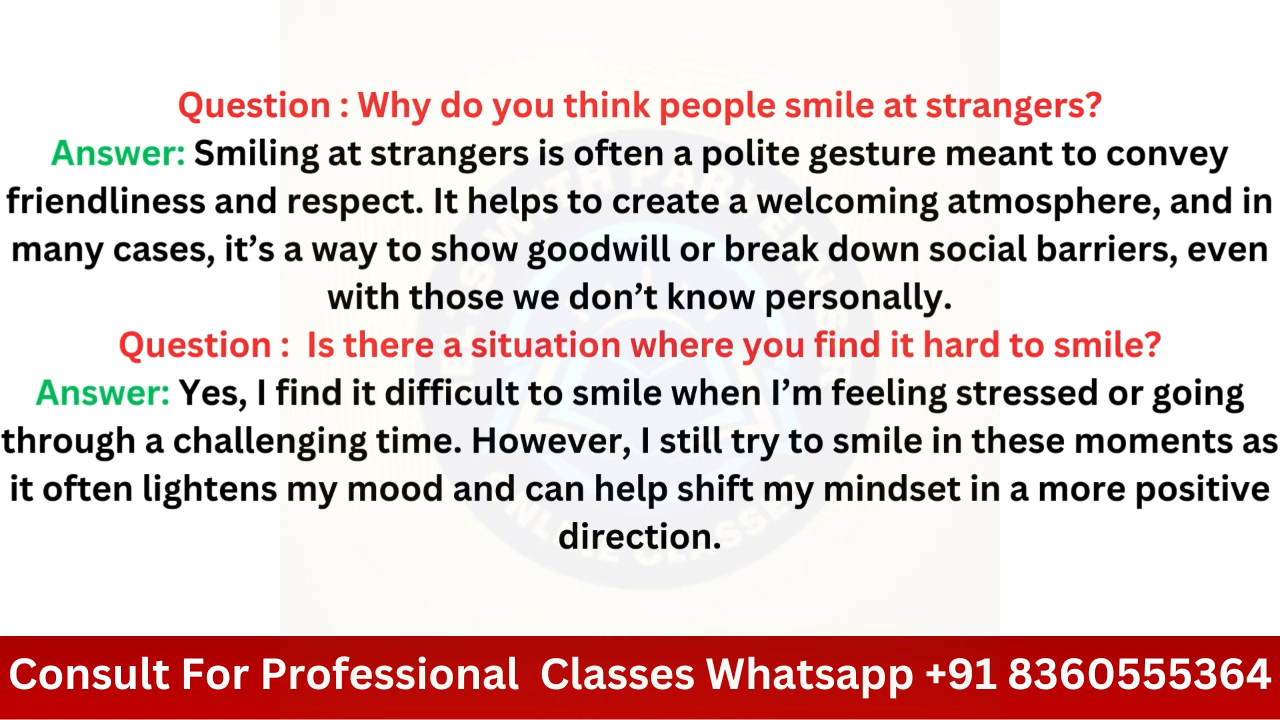 Question : Why do you think people smile at strangers?
Answer: Smiling at strangers is often a polite gesture meant to convey
friendliness and respect. It helps to create a welcoming atmosphere, and in
many cases, it’s a way to show goodwill or break down social barriers, even
with those we don’t know personally.
Question :  Is there a situation where you find it hard to smile?
Answer: Yes, I find it difficult to smile when I’m feeling stressed or going
through a challenging time. However, I still try to smile in these moments as
it often lightens my mood and can help shift my mindset in a more positive
direction.
Consult For Professional  Classes Whatsapp +91 8360555364